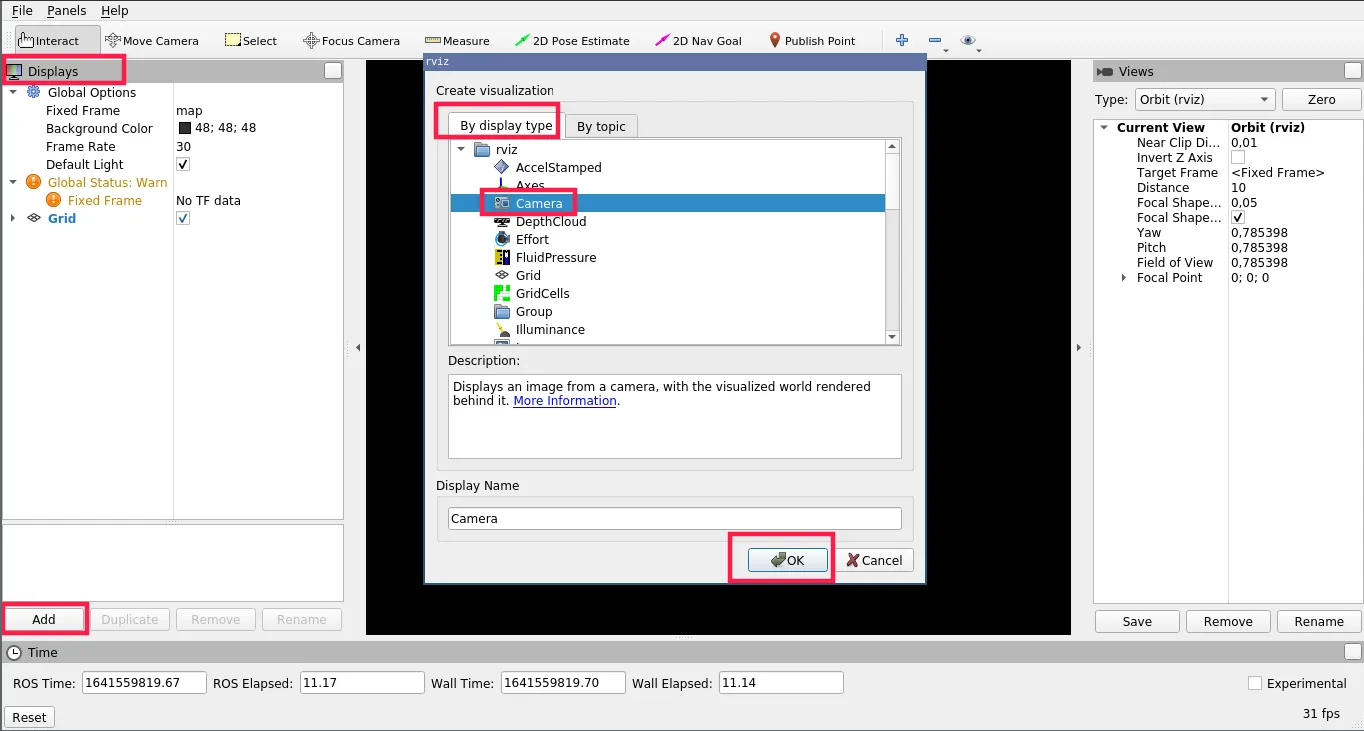 File Panels Help
Interact Move Camera Select Focus Camera Measure 2D Pose Estimate 2D Nav Goal Publish Point
Displays
Global Options
Fixed Frame map
Background Color 48; 48; 48
Frame Rate 30
Default Light
Global Status: Warn
Fixed Frame No TF data
Grid
Add Duplicate Remove Rename
rviz
Create visualization
By display type By topic
rviz
AccelStamped
Axes
Camera
DepthCloud
Effort
FluidPressure
Grid
GridCells
Group
Illuminance
Description:
Displays an image from a camera, with the visualized world rendered
behind it. More Information.
Display Name
Camera
OK Cancel
Views
Type: Orbit (rviz) Zero
Current View Orbit (rviz)
Near Clip Di... 0,01
Invert Z Axis
Target Frame <Fixed Frame>
Distance 10
Focal Shape... 0,05
Focal Shape...
Yaw 0,785398
Pitch 0,785398
Field of View 0,785398
Focal Point 0; 0; 0
Save Remove Rename
Time
ROS Time: 1641559819.67 ROS Elapsed: 11.17 Wall Time: 1641559819.70 Wall Elapsed: 11.14 Experimental
Reset 31 fps